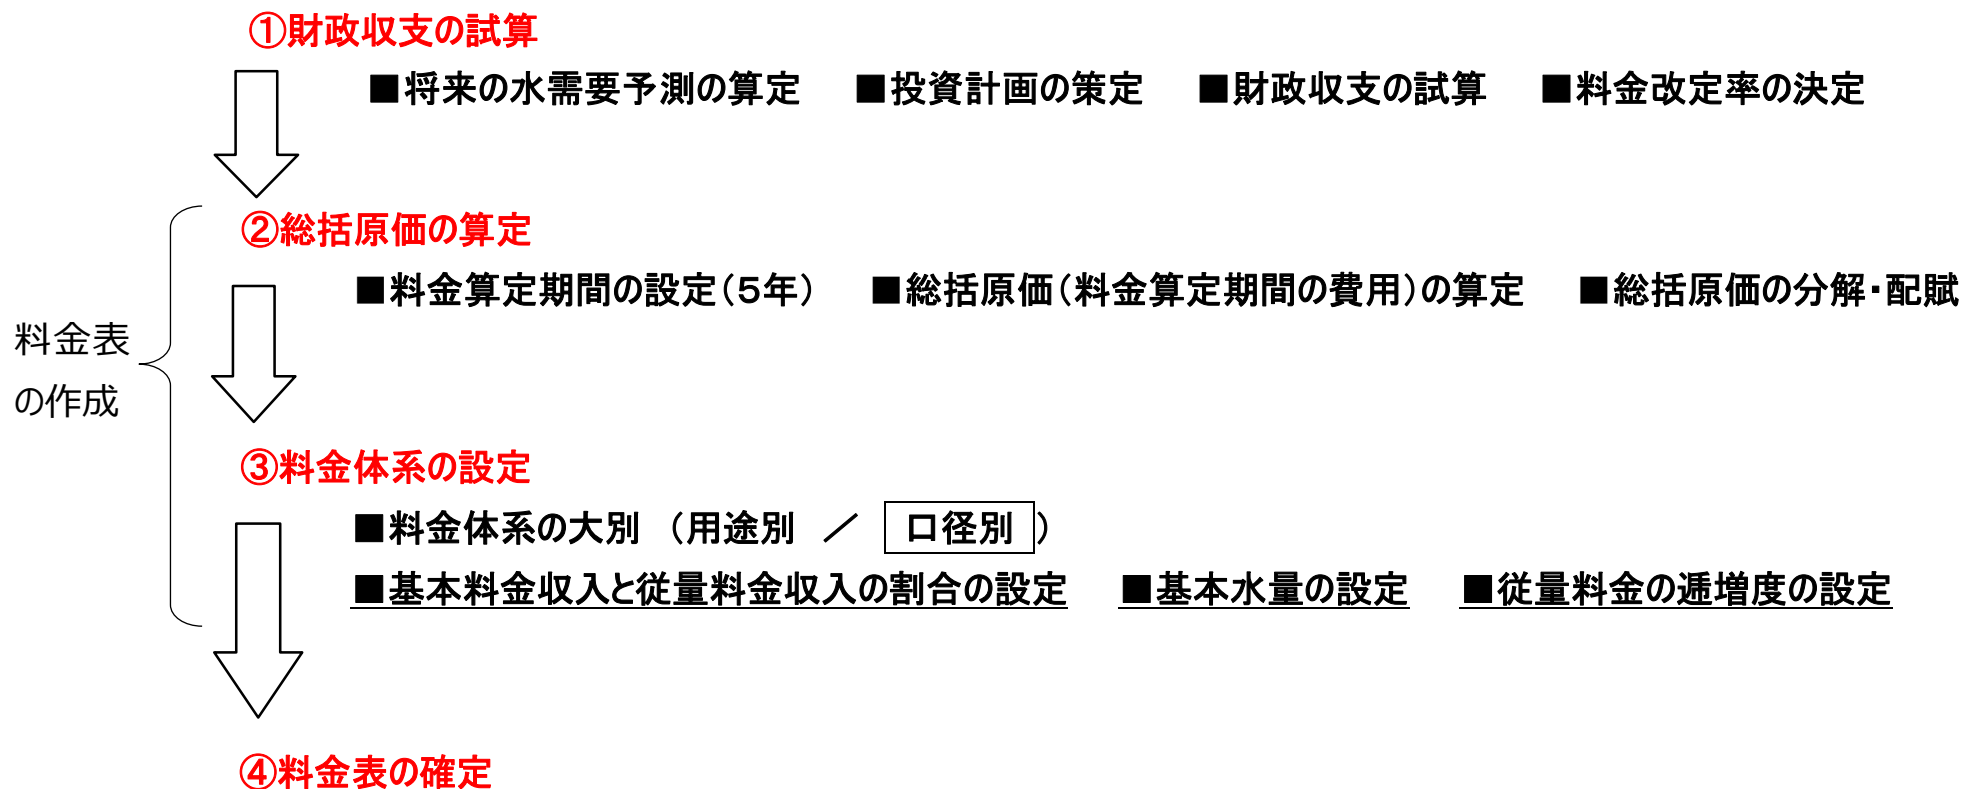 ①財政収支の試算
■将来の水需要予測の算定 ■投資計画の策定 ■財政収支の試算 ■料金改定率の決定
②総括原価の算定
■料金算定期間の設定（５年） ■総括原価（料金算定期間の費用）の算定 ■総括原価の分解・配賦
料金表
の作成
③料金体系の設定
■料金体系の大別 （用途別 ／ 口径別）
■基本料金収入と従量料金収入の割合の設定 ■基本水量の設定 ■従量料金の逓増度の設定
④料金表の確定